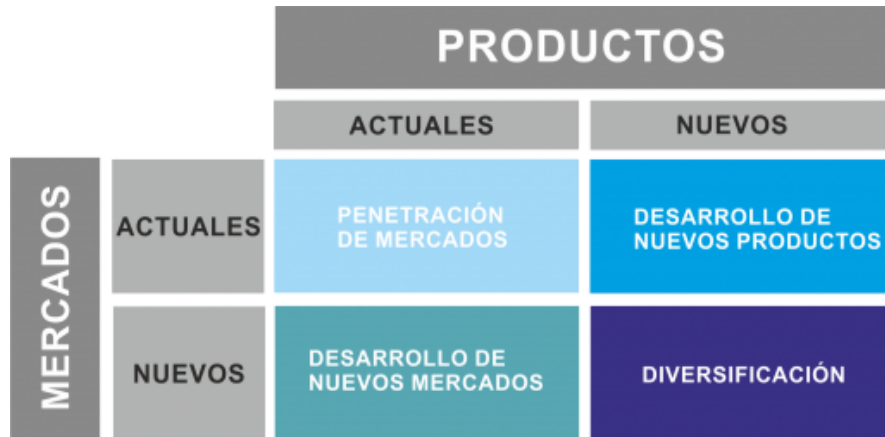 PRODUCTOS
ACTUALES
NUEVOS
MERCADOS
ACTUALES
PENETRACIÓN
DE MERCADOS
DESARROLLO DE
NUEVOS PRODUCTOS
NUEVOS
DESARROLLO DE
NUEVOS MERCADOS
DIVERSIFICACIÓN